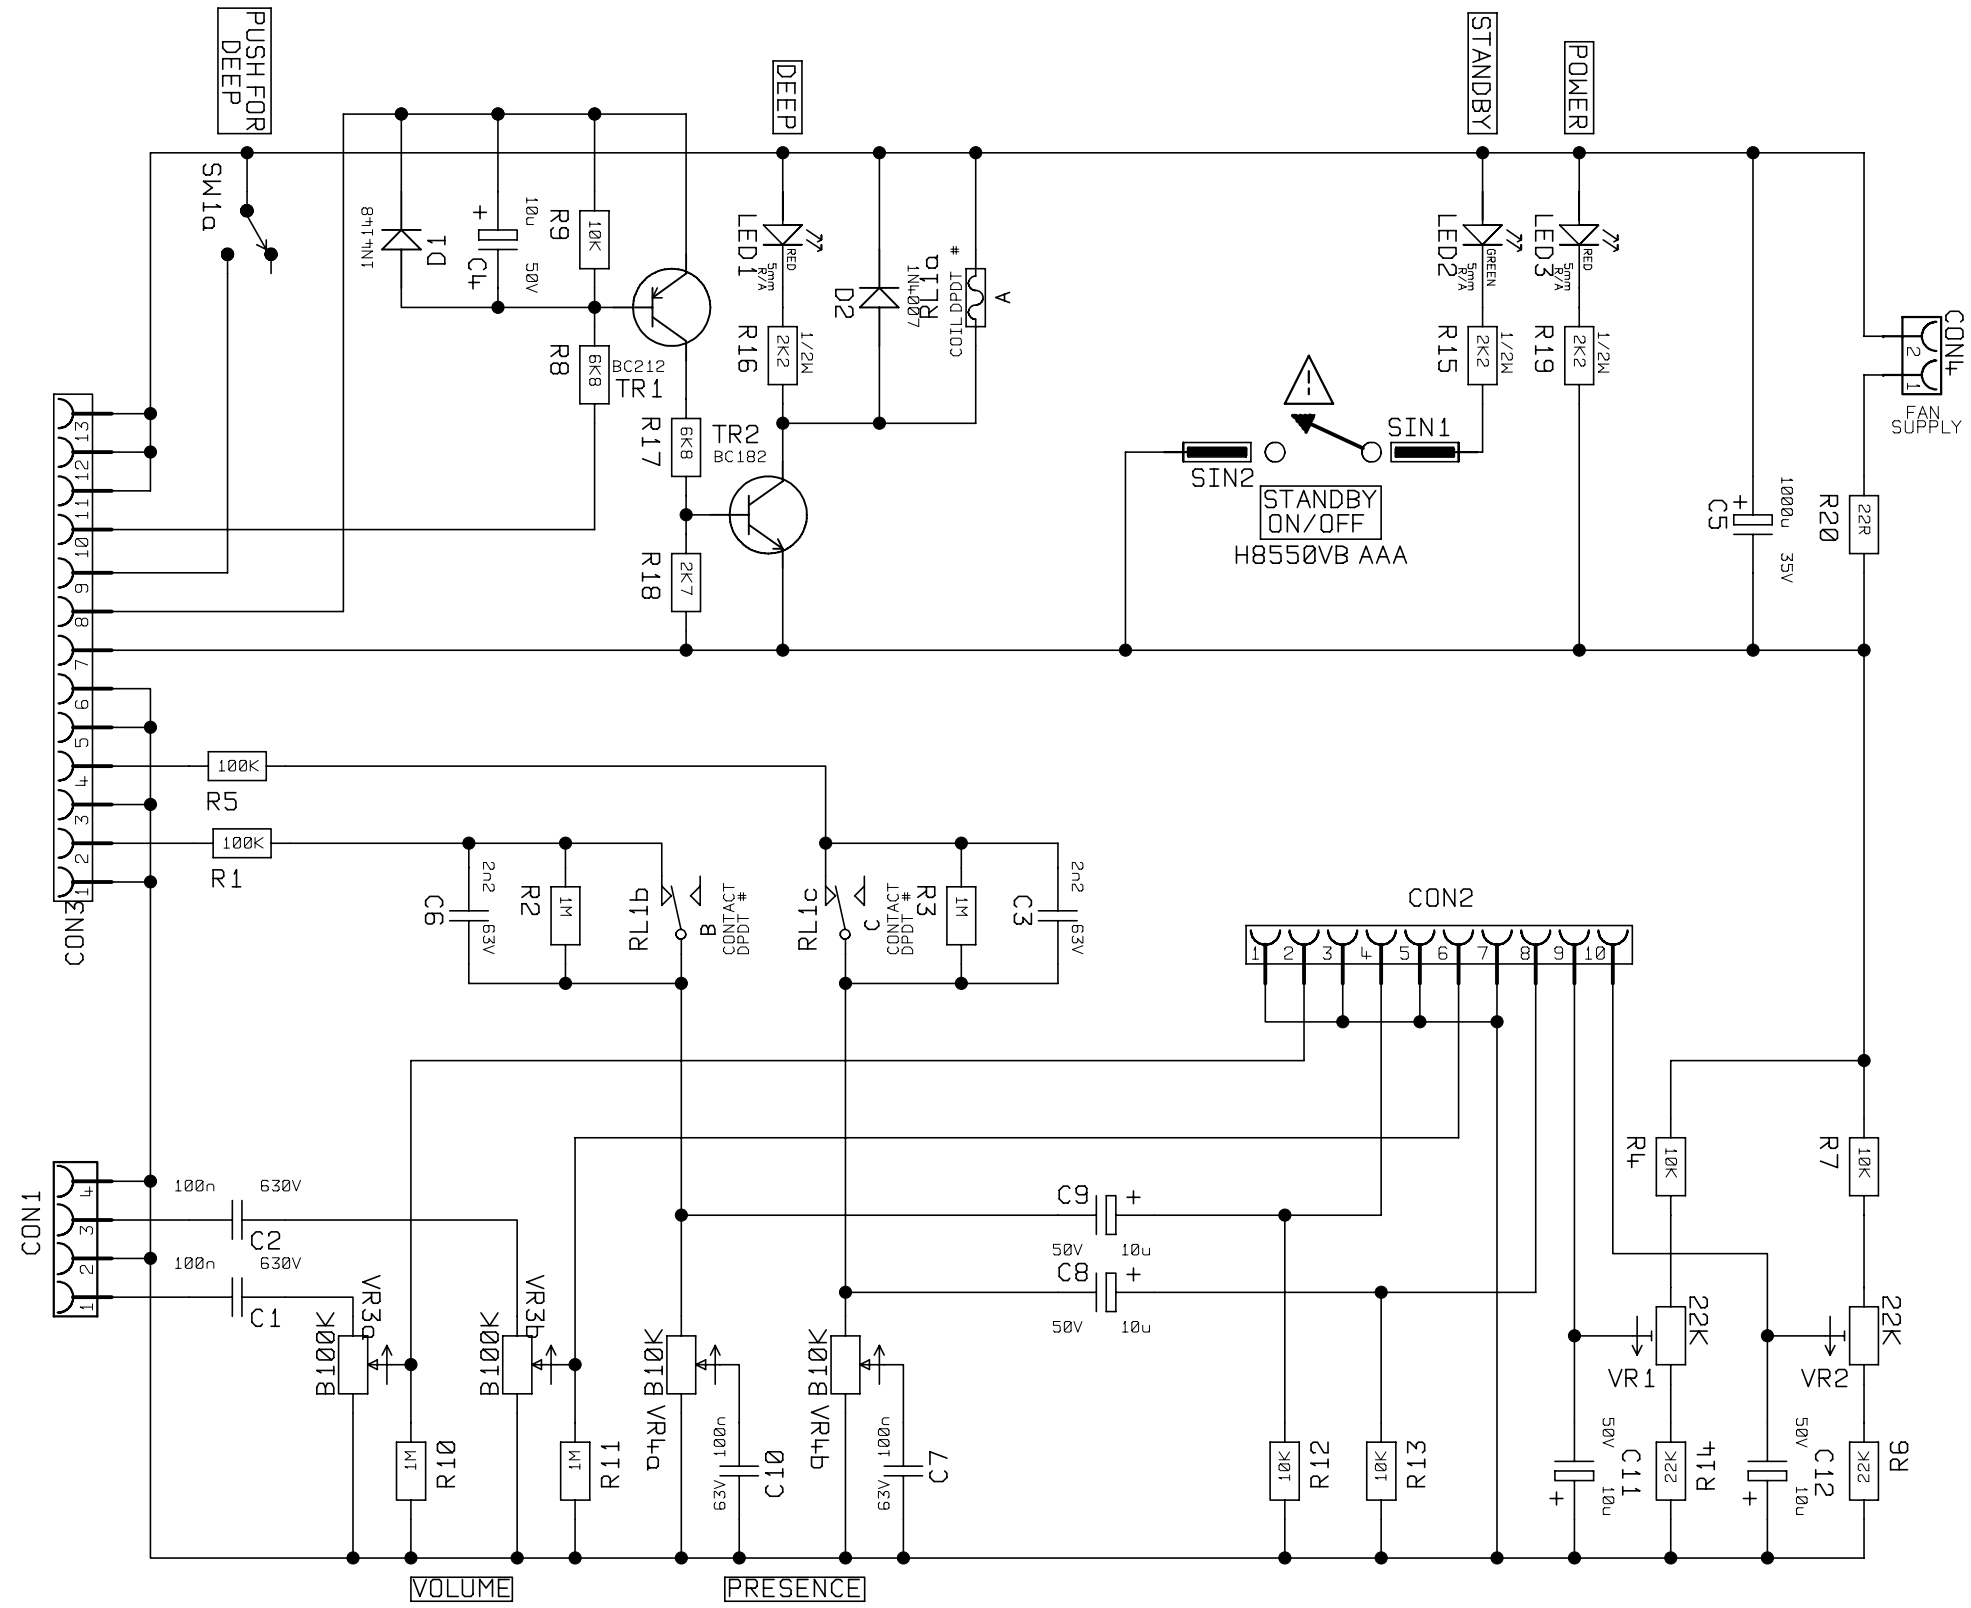 PUSH FOR
DEEP
SW1a
1N4148
D1
+
10u
C4
50V
R9
10K
R8
6K8
BC212
TR1
DEEP
LED1
RED
5mm
R/A
R16
2K2
1/2W
D2
1N4007
RL1a
COIL DPDT #
A
R17
6K8
TR2
BC182
R18
2K7
STANDBY
LED2
GREEN
5mm
R/A
R15
2K2
1/2W
POWER
LED3
RED
5mm
R/A
R19
2K2
1/2W
!
SIN1
SIN2
STANDBY
ON/OFF
H8550VB AAA
CON4
2
1
FAN
SUPPLY
C5
+
1000u
35V
R20
22R
13
12
11
10
9
8
7
6
5
4
3
2
1
CON3
100K
R5
100K
R1
2n2
C6
63V
R2
1M
RL1b
B
CONTACT
DPDT #
RL1c
C
CONTACT
DPDT #
R3
1M
2n2
C3
63V
CON2
1 2 3 4 5 6 7 8 9 10
R4
10K
R7
10K
CON1
4
3
2
1
100n 630V
C2
100n 630V
C1
VR3a
B100K
VR3b
B100K
B10K
VR4a
B10K
VR4b
C9 +
50V 10u
C8 +
50V 10u
R10
1M
R11
1M
100n
63V
C10
100n
63V
C7
R12
10K
R13
10K
22K
VR1
22K
VR2
50V
C11
10u
+
R14
22K
50V
C12
10u
+
R6
22K
VOLUME
PRESENCE